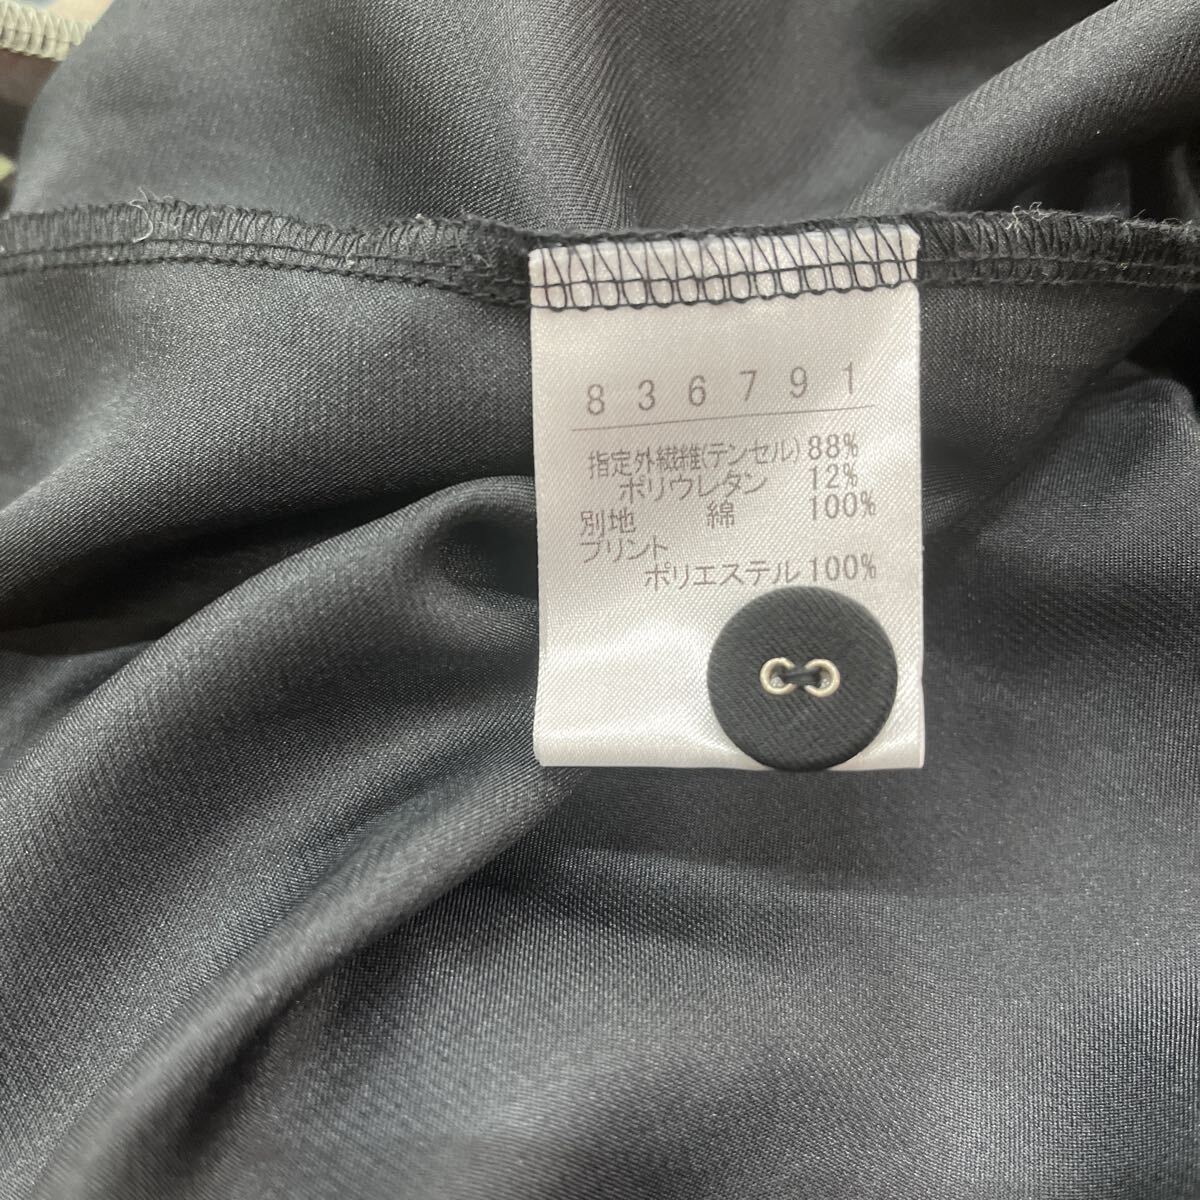 836791
指定外繊維(テンセル)88%
ポリウレタン 12%
別地 綿 100%
プリント
ポリエステル100%